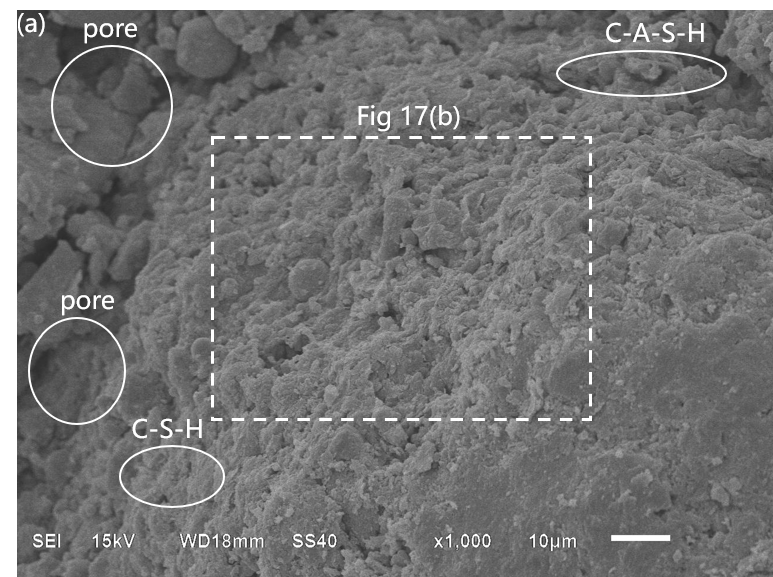 (a)
pore
C-A-S-H
Fig 17(b)
pore
C-S-H
SEI 15kV WD18mm SS40 x1,000 10μm